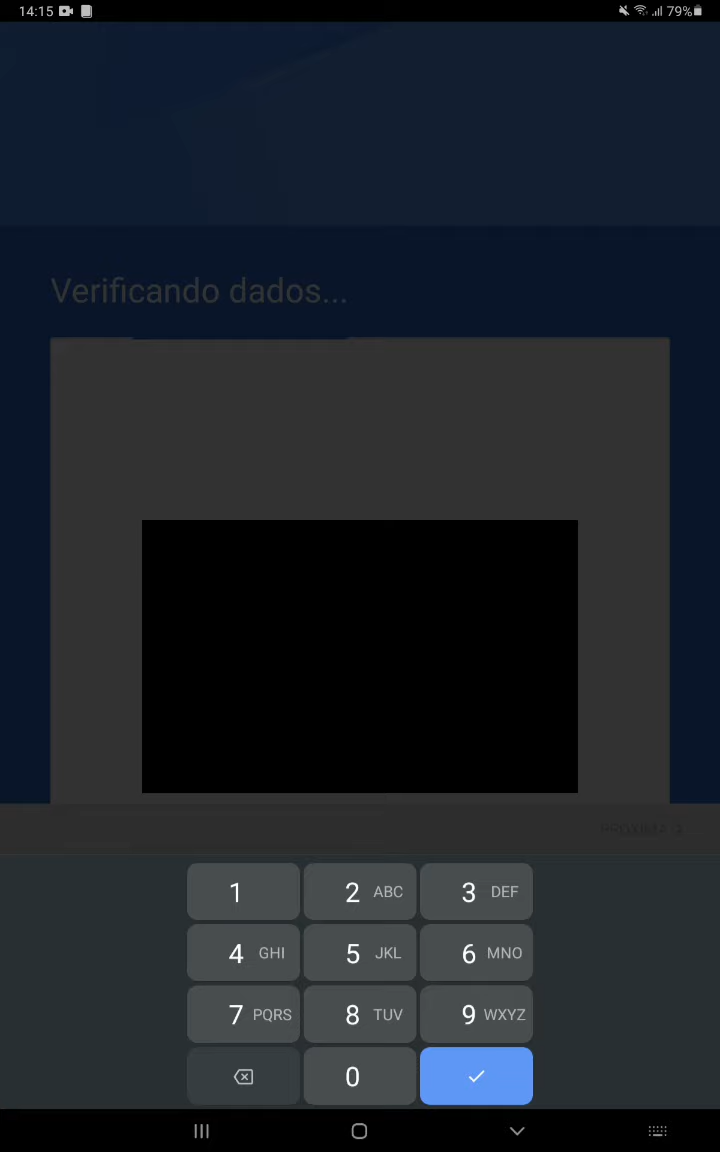 14:15 79%
Verificando dados...
PRÓXIMA >
1
2 ABC
3 DEF
4 GHI
5 JKL
6 MNO
7 PQRS
8 TUV
9 WXYZ
0